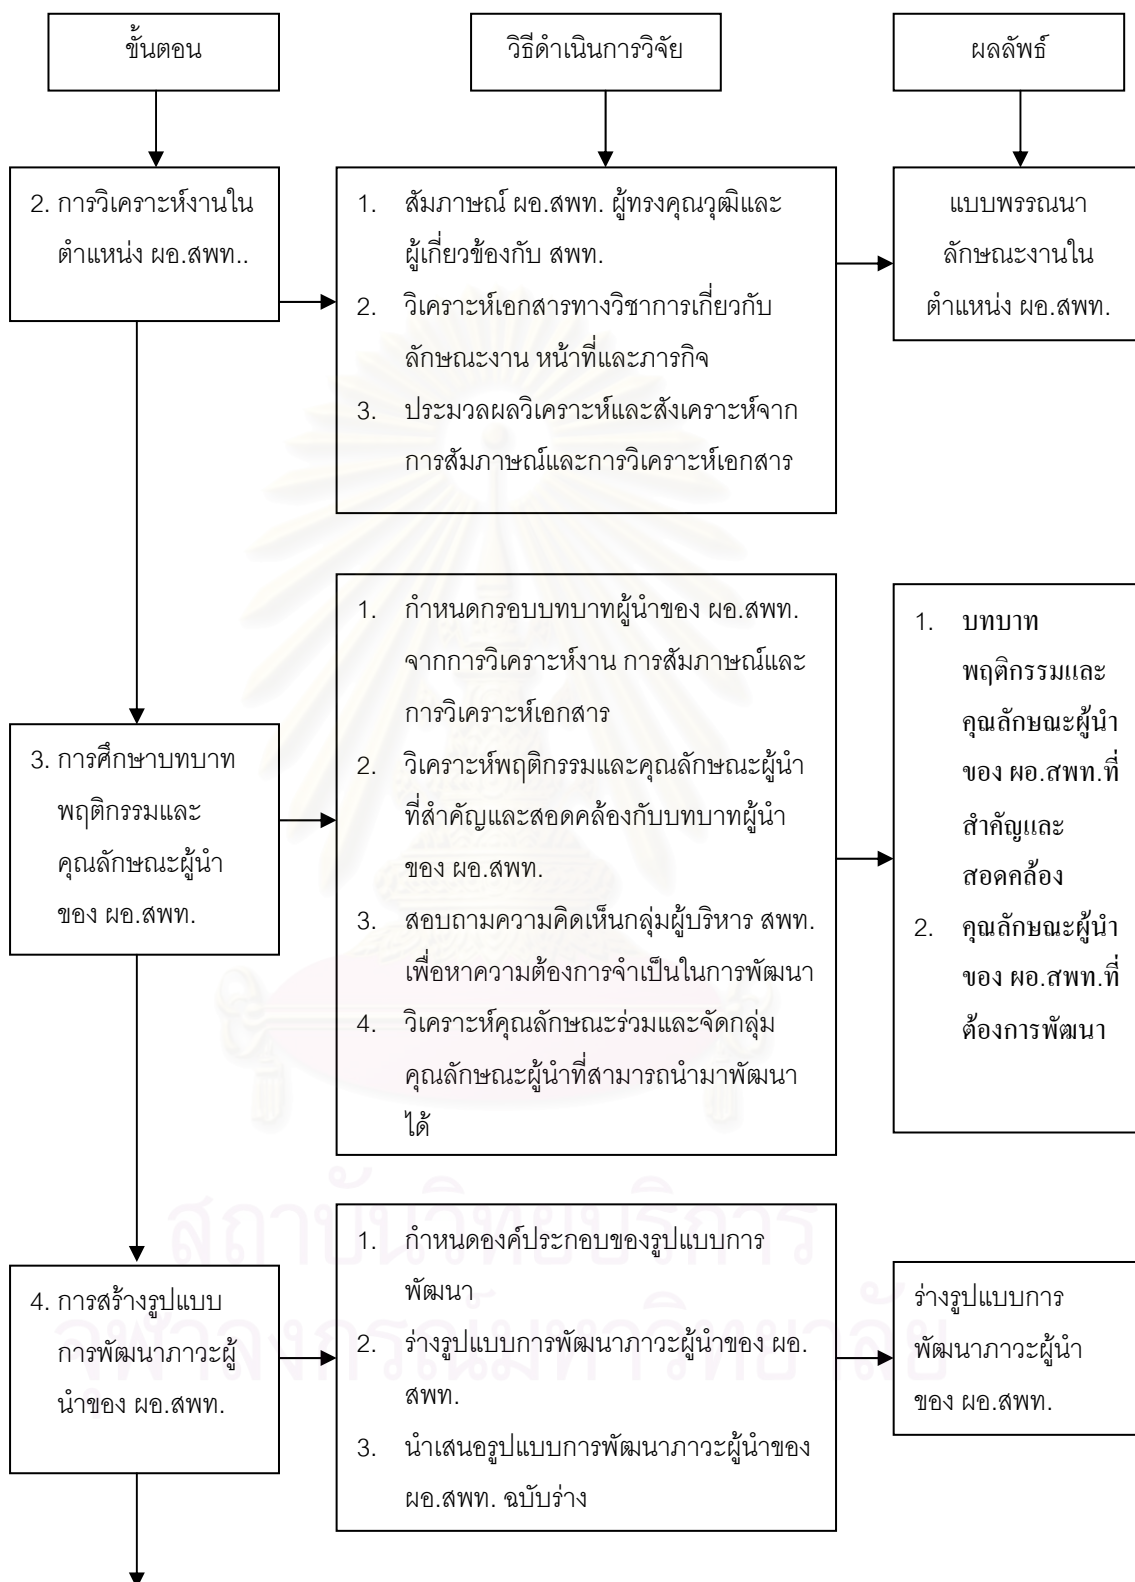 ขั้นตอน
วิธีดำเนินการวิจัย
ผลลัพธ์
2. การวิเคราะห์งานใน
ตำแหน่ง ผอ.สพท..
1. สัมภาษณ์ ผอ.สพท. ผู้ทรงคุณวุฒิและ
ผู้เกี่ยวข้องกับ สพท.
2. วิเคราะห์เอกสารทางวิชาการเกี่ยวกับ
ลักษณะงาน หน้าที่และภารกิจ
3. ประมวลผลวิเคราะห์และสังเคราะห์จาก
การสัมภาษณ์และการวิเคราะห์เอกสาร
แบบพรรณนา
ลักษณะงานใน
ตำแหน่ง ผอ.สพท.
3. การศึกษาบทบาท
พฤติกรรมและ
คุณลักษณะผู้นำ
ของ ผอ.สพท.
1. กำหนดกรอบบทบาทผู้นำของ ผอ.สพท.
จากการวิเคราะห์งาน การสัมภาษณ์และ
การวิเคราะห์เอกสาร
2. วิเคราะห์พฤติกรรมและคุณลักษณะผู้นำ
ที่สำคัญและสอดคล้องกับบทบาทผู้นำ
ของ ผอ.สพท.
3. สอบถามความคิดเห็นกลุ่มผู้บริหาร สพท.
เพื่อหาความต้องการจำเป็นในการพัฒนา
4. วิเคราะห์คุณลักษณะร่วมและจัดกลุ่ม
คุณลักษณะผู้นำที่สามารถนำมาพัฒนา
ได้
1. บทบาท
พฤติกรรมและ
คุณลักษณะผู้นำ
ของ ผอ.สพท.ที่
สำคัญและ
สอดคล้อง
2. คุณลักษณะผู้นำ
ของ ผอ.สพท.ที่
ต้องการพัฒนา
4. การสร้างรูปแบบ
การพัฒนาภาวะผู้
นำของ ผอ.สพท.
1. กำหนดองค์ประกอบของรูปแบบการ
พัฒนา
2. ร่างรูปแบบการพัฒนาภาวะผู้นำของ ผอ.
สพท.
3. นำเสนอรูปแบบการพัฒนาภาวะผู้นำของ
ผอ.สพท. ฉบับร่าง
ร่างรูปแบบการ
พัฒนาภาวะผู้นำ
ของ ผอ.สพท.
สถาบันวิทยบริการ
จุฬาลงกรณ์มหาวิทยาลัย